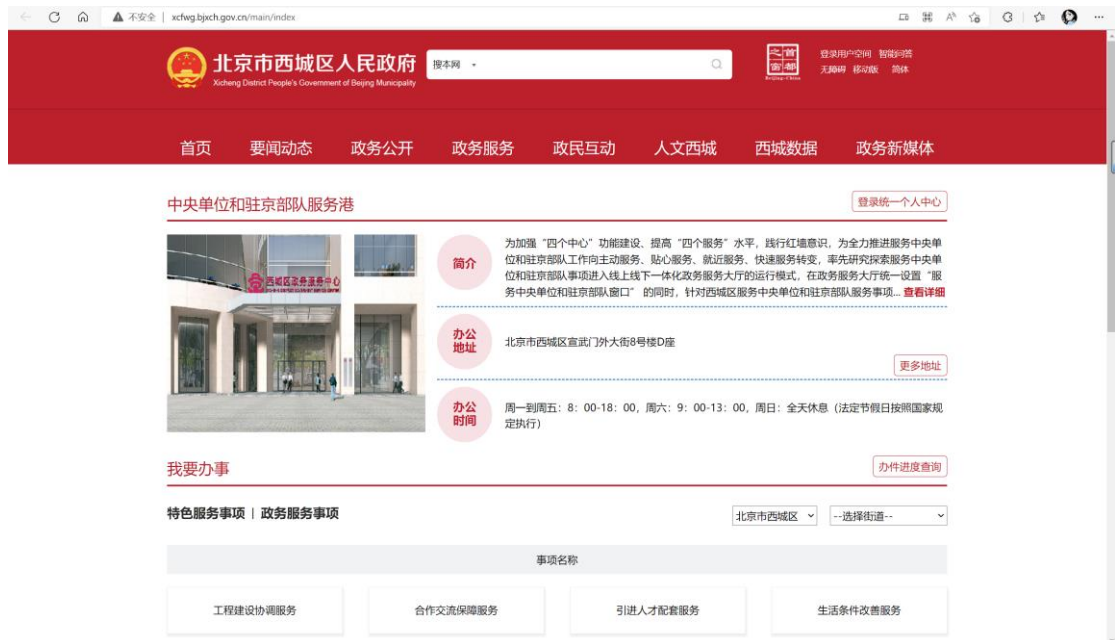 不安全 | xcfwg.bjxch.gov.cn/main/index
北京市西城区人民政府
Xicheng District People's Government of Beijing Municipality
搜本网
首都之窗
Beijing-China
登录用户空间 智能问答
无障碍 移动版 简体
首页 要闻动态 政务公开 政务服务 政民互动 人文西城 西城数据 政务新媒体
中央单位和驻京部队服务港
登录统一个人中心
西城区政务服务中心
简介
为加强“四个中心”功能建设、提高“四个服务”水平，践行红墙意识，为全力推进服务中央单
位和驻京部队工作向主动服务、贴心服务、就近服务、快速服务转变，率先研究探索服务中央单
位和驻京部队事项进入线上线下一体化政务服务大厅的运行模式，在政务服务大厅统一设置“服
务中央单位和驻京部队窗口” 的同时，针对西城区服务中央单位和驻京部队服务事项... 查看详细
办公
地址
北京市西城区宣武门外大街8号楼D座
更多地址
办公
时间
周一到周五：8：00-18：00，周六：9：00-13：00，周日：全天休息（法定节假日按照国家规
定执行）
我要办事
办件进度查询
特色服务事项 | 政务服务事项
北京市西城区
--选择街道--
事项名称
工程建设协调服务 合作交流保障服务 引进人才配套服务 生活条件改善服务